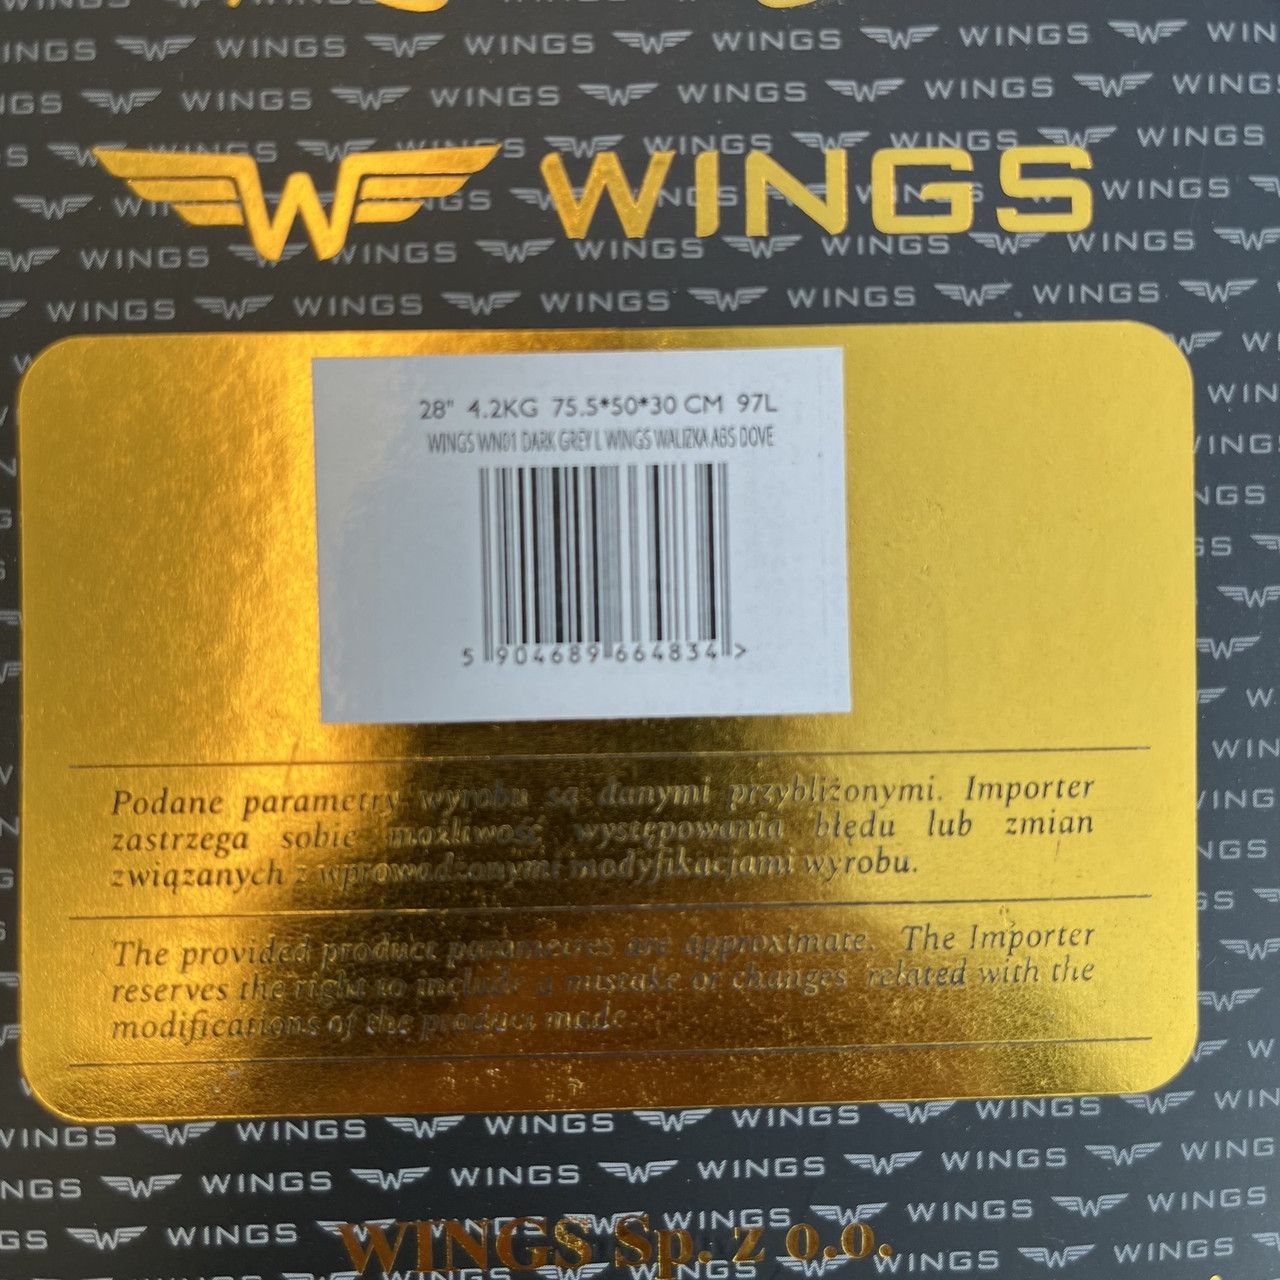 WINGS
28" 4.2KG 75.5*50*30 CM 97L
WINGS WN01 DARK GREY L WINGS WALIZKA ABS DOVE
5 904689 664834 >
Podane parametry wyrobu są danymi przybliżonymi. Importer
zastrzega sobie możliwość występowania błędu lub zmian
związanych z wprowadzonymi modyfikacjami wyrobu.
The provided product parametres are approximate. The Importer
reserves the right to include a mistake or changes related with the
modifications of the product made.
WINGS Sp. z o.o.